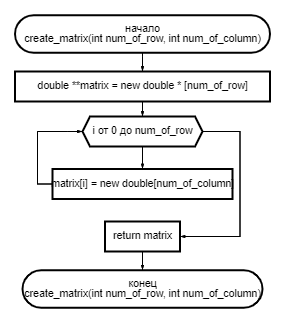 начало
create_matrix(int num_of_row, int num_of_column)
double **matrix = new double * [num_of_row]
i от 0 до num_of_row
matrix[i] = new double[num_of_column]
return matrix
конец
create_matrix(int num_of_row, int num_of_column)